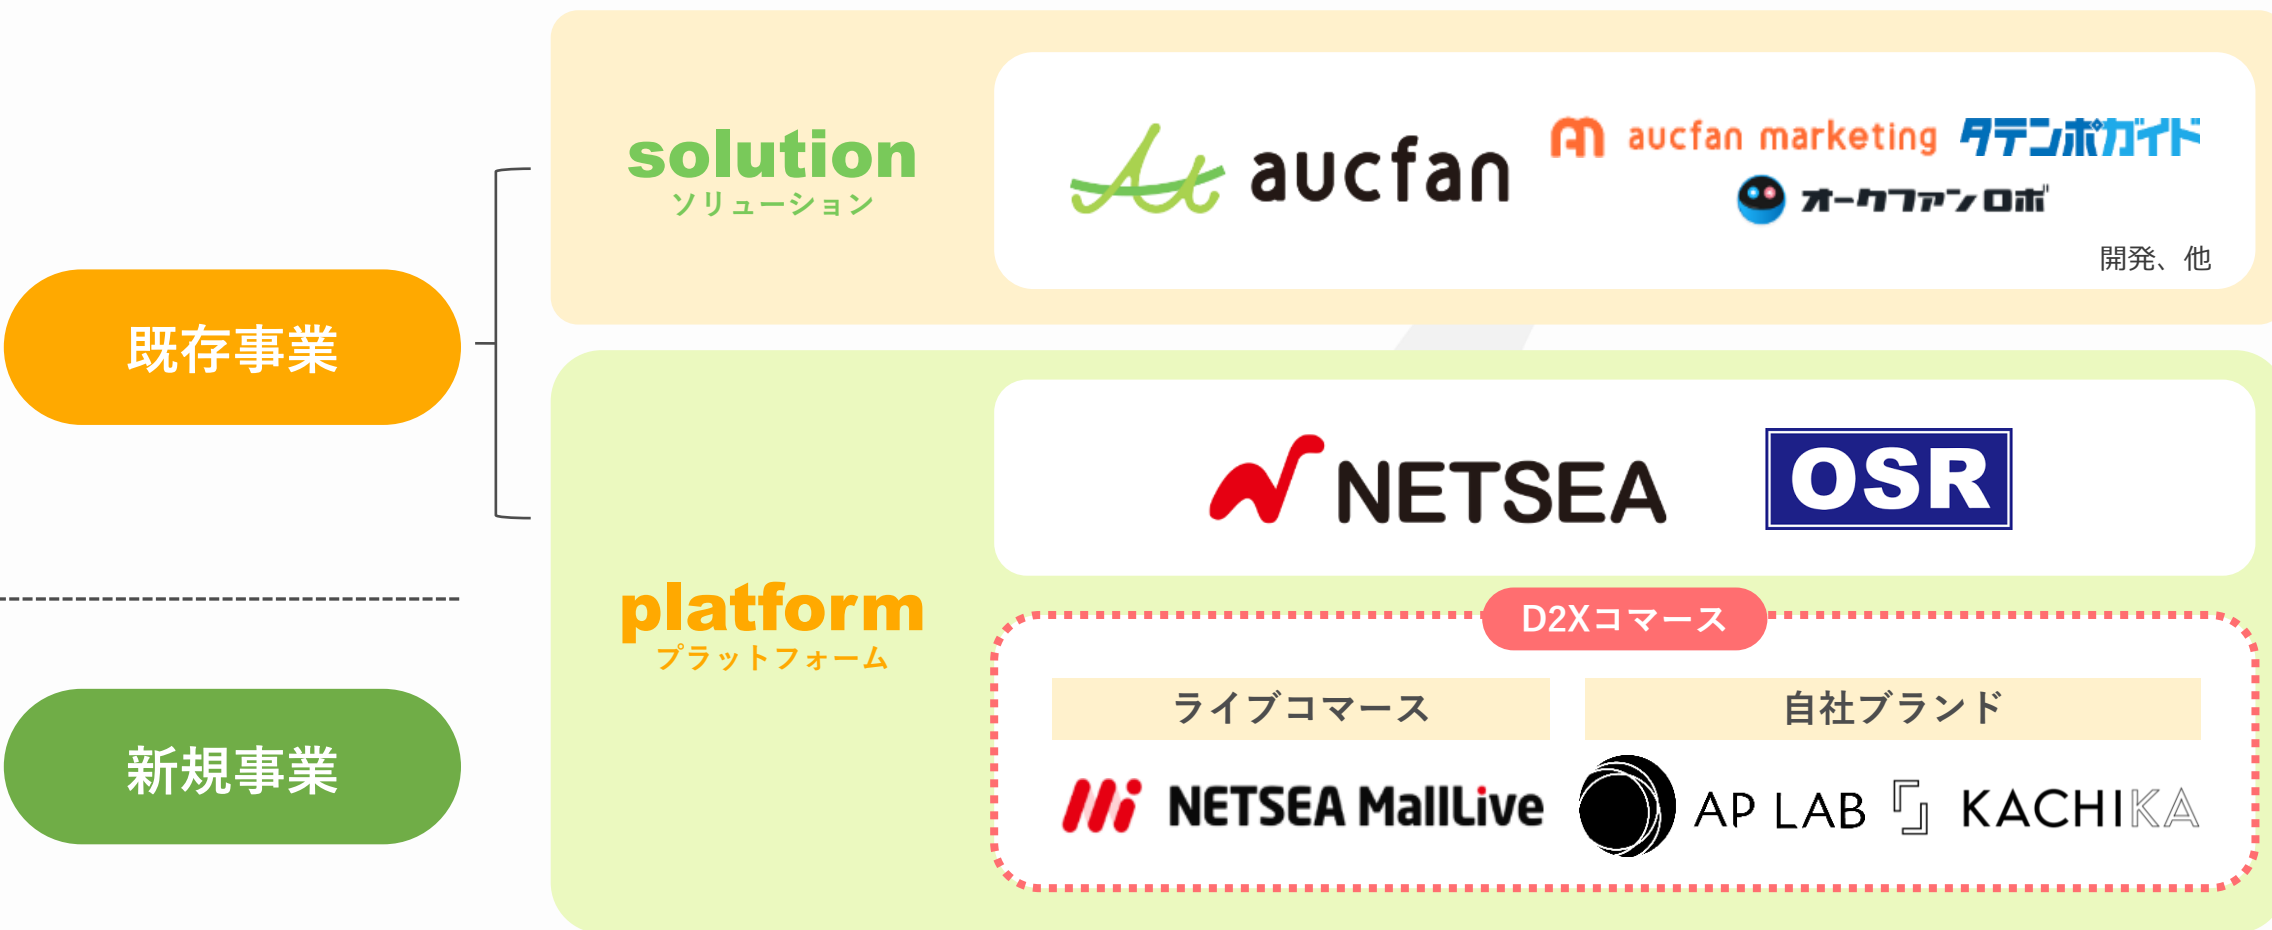 既存事業
solution
ソリューション
aucfan
aucfan marketing タテンポガイド
オークファンロボ
開発、他
platform
プラットフォーム
NETSEA OSR
新規事業
D2Xコマース
ライブコマース 自社ブランド
NETSEA MallLive AP LAB KACHIKA